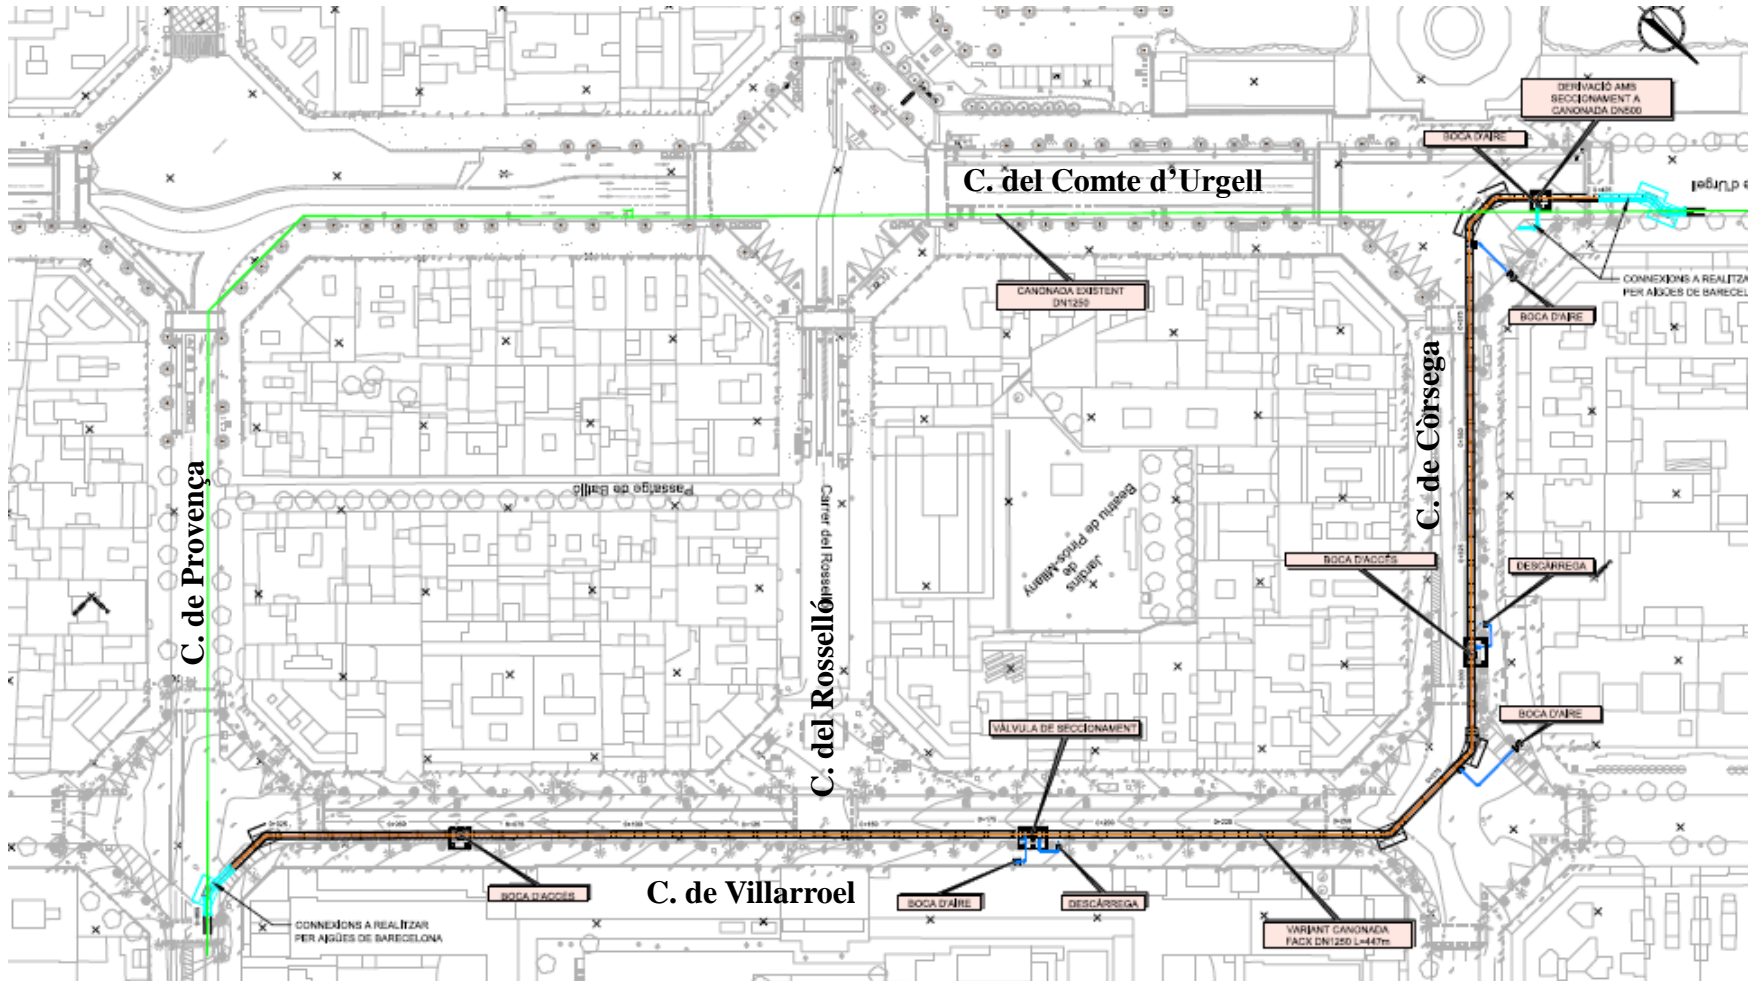 DERIVACIÓ AMB
SECCIONAMENT A
CANONADA DN500
BOCA D'AIRE
C. del Comte d'Urgell
e d'Urgell
CANONADA EXISTENT
DN1250
CONNEXIONS A REALITZA
PER AIGÜES DE BARECEL
BOCA D'AIRE
C. de Còrsega
C. de Provença
Passatge de Batlló
Carrer del Rosselló
Jardins
de
Beatriu de Pinós-Milany
BOCA D'ACCÉS
DESCÀRREGA
C. del Rosselló
BOCA D'AIRE
VÀLVULA DE SECCIONAMENT
BOCA D'ACCÉS
C. de Villarroel
BOCA D'AIRE
DESCÀRREGA
CONNEXIONS A REALITZAR
PER AIGÜES DE BARECELONA
VARIANT CANONADA
FACX DN1250 L=447m